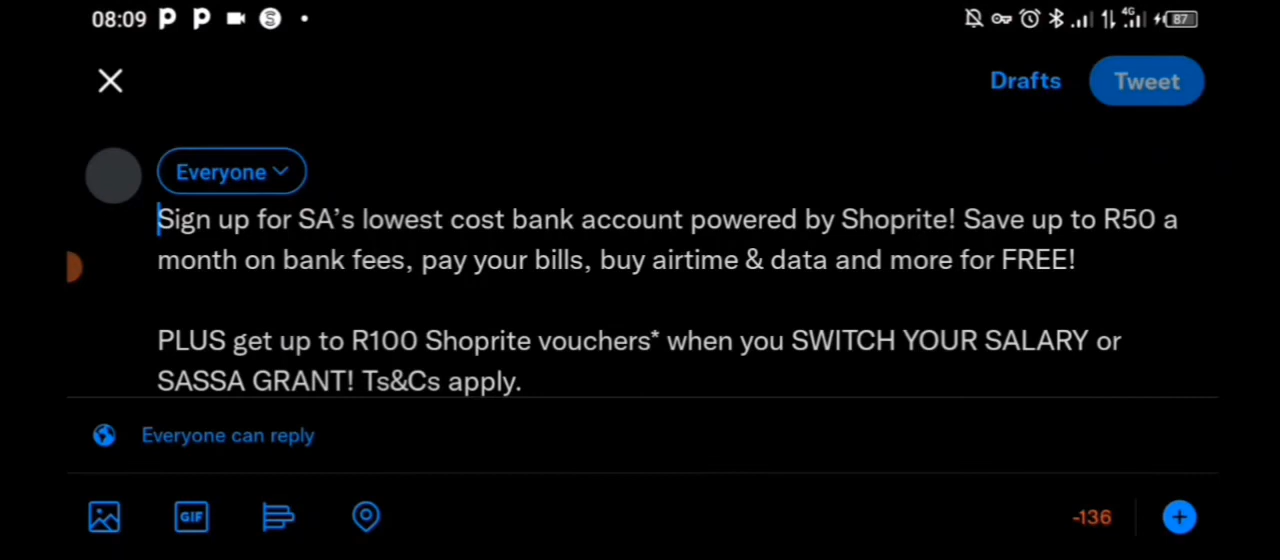 08:09
4G
87
Drafts
Tweet
Everyone
Sign up for SA’s lowest cost bank account powered by Shoprite! Save up to R50 a
month on bank fees, pay your bills, buy airtime & data and more for FREE!
PLUS get up to R100 Shoprite vouchers* when you SWITCH YOUR SALARY or
SASSA GRANT! Ts&Cs apply.
Everyone can reply
GIF
-136